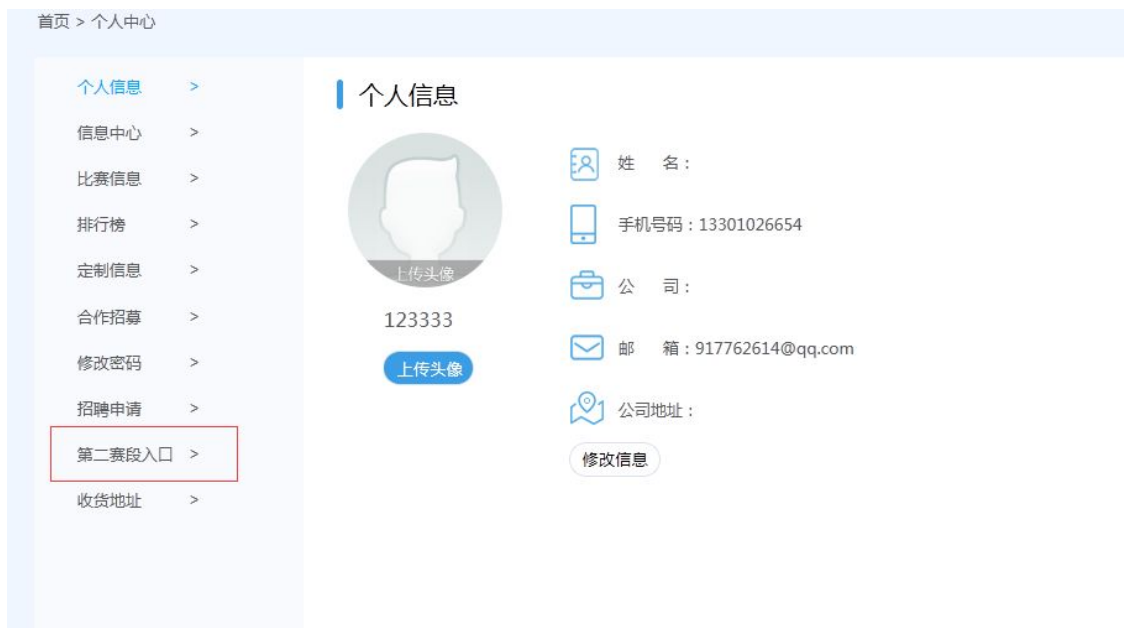 首页 > 个人中心
个人信息 >
信息中心 >
比赛信息 >
排行榜 >
定制信息 >
合作招募 >
修改密码 >
招聘申请 >
第二赛段入口 >
收货地址 >
个人信息
上传头像
123333
上传头像
姓 名：
手机号码：13301026654
公 司：
邮 箱：917762614@qq.com
公司地址：
修改信息